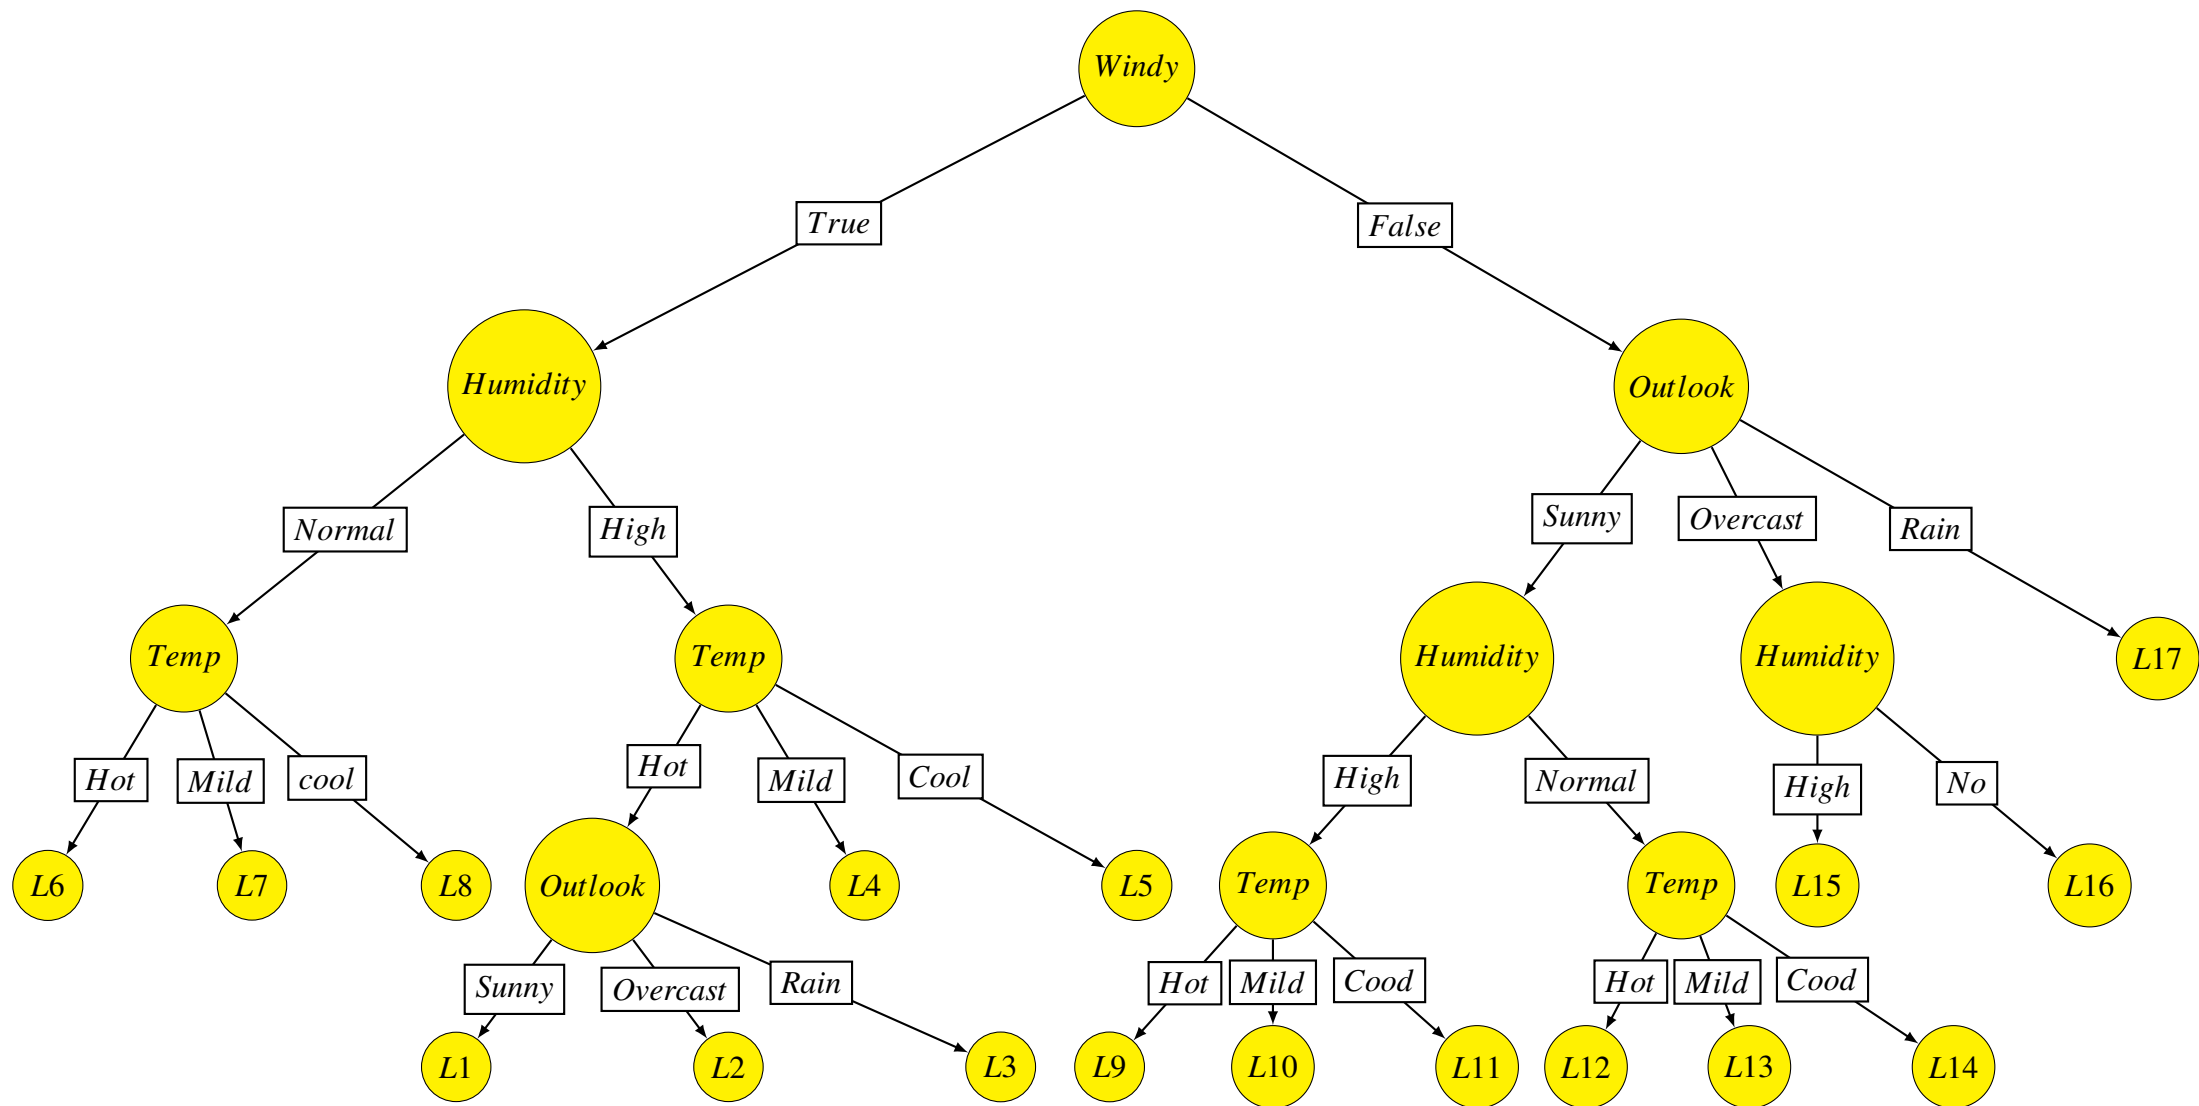 Windy
True
False
Humidity
Outlook
Normal
High
Sunny
Overcast
Rain
Temp
Temp
Humidity
Humidity
L17
Hot
Mild
cool
Hot
Mild
Cool
High
Normal
High
No
L6
L7
L8
Outlook
L4
L5
Temp
Temp
L15
L16
Sunny
Overcast
Rain
Hot
Mild
Cood
Hot
Mild
Cood
L1
L2
L3
L9
L10
L11
L12
L13
L14